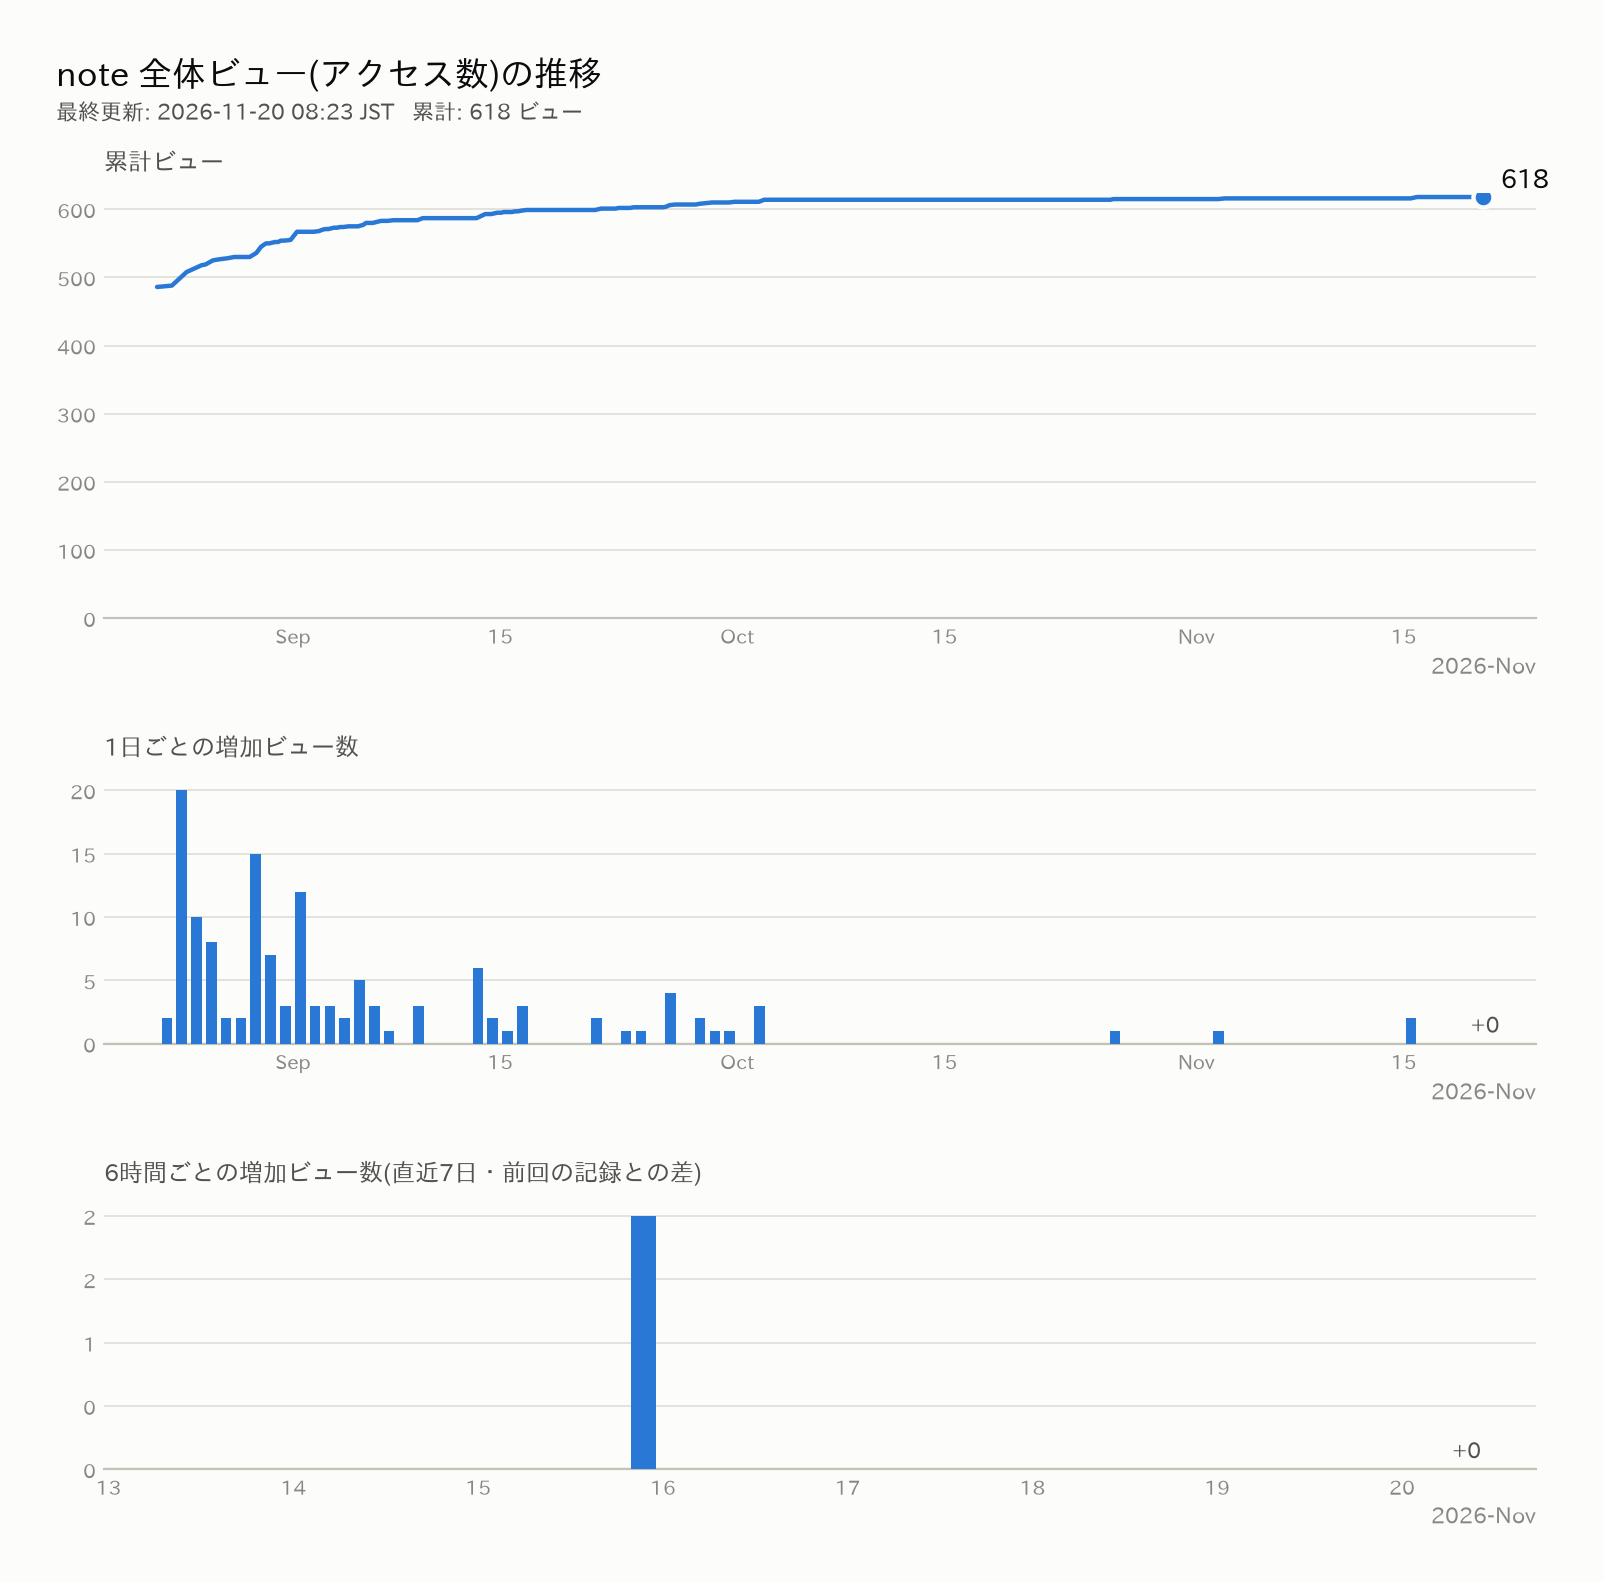 note 全体ビュー(アクセス数)の推移
最終更新: 2026-11-20 08:23 JST   累計: 618 ビュー
累計ビュー
618
600
500
400
300
200
100
0
Sep 15 Oct 15 Nov 15
2026-Nov
1日ごとの増加ビュー数
20
15
10
5
+0
0
Sep 15 Oct 15 Nov 15
2026-Nov
6時間ごとの増加ビュー数(直近7日・前回の記録との差)
2
2
1
0
+0
0
13 14 15 16 17 18 19 20
2026-Nov